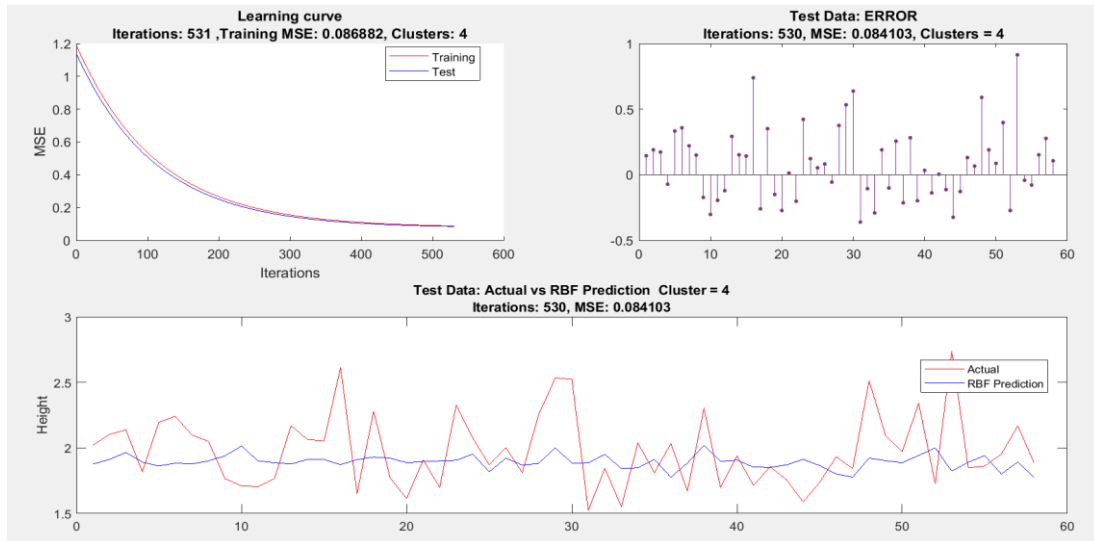 Learning curve
Iterations: 531 ,Training MSE: 0.086882, Clusters: 4
1.2
1
0.8
0.6
0.4
0.2
0
MSE
Training
Test
0
100
200
300
400
500
600
Iterations
Test Data: ERROR
Iterations: 530, MSE: 0.084103, Clusters = 4
1
0.5
0
-0.5
0
10
20
30
40
50
60
Test Data: Actual vs RBF Prediction Cluster = 4
Iterations: 530, MSE: 0.084103
3
2.5
2
1.5
Height
Actual
RBF Prediction
0
10
20
30
40
50
60